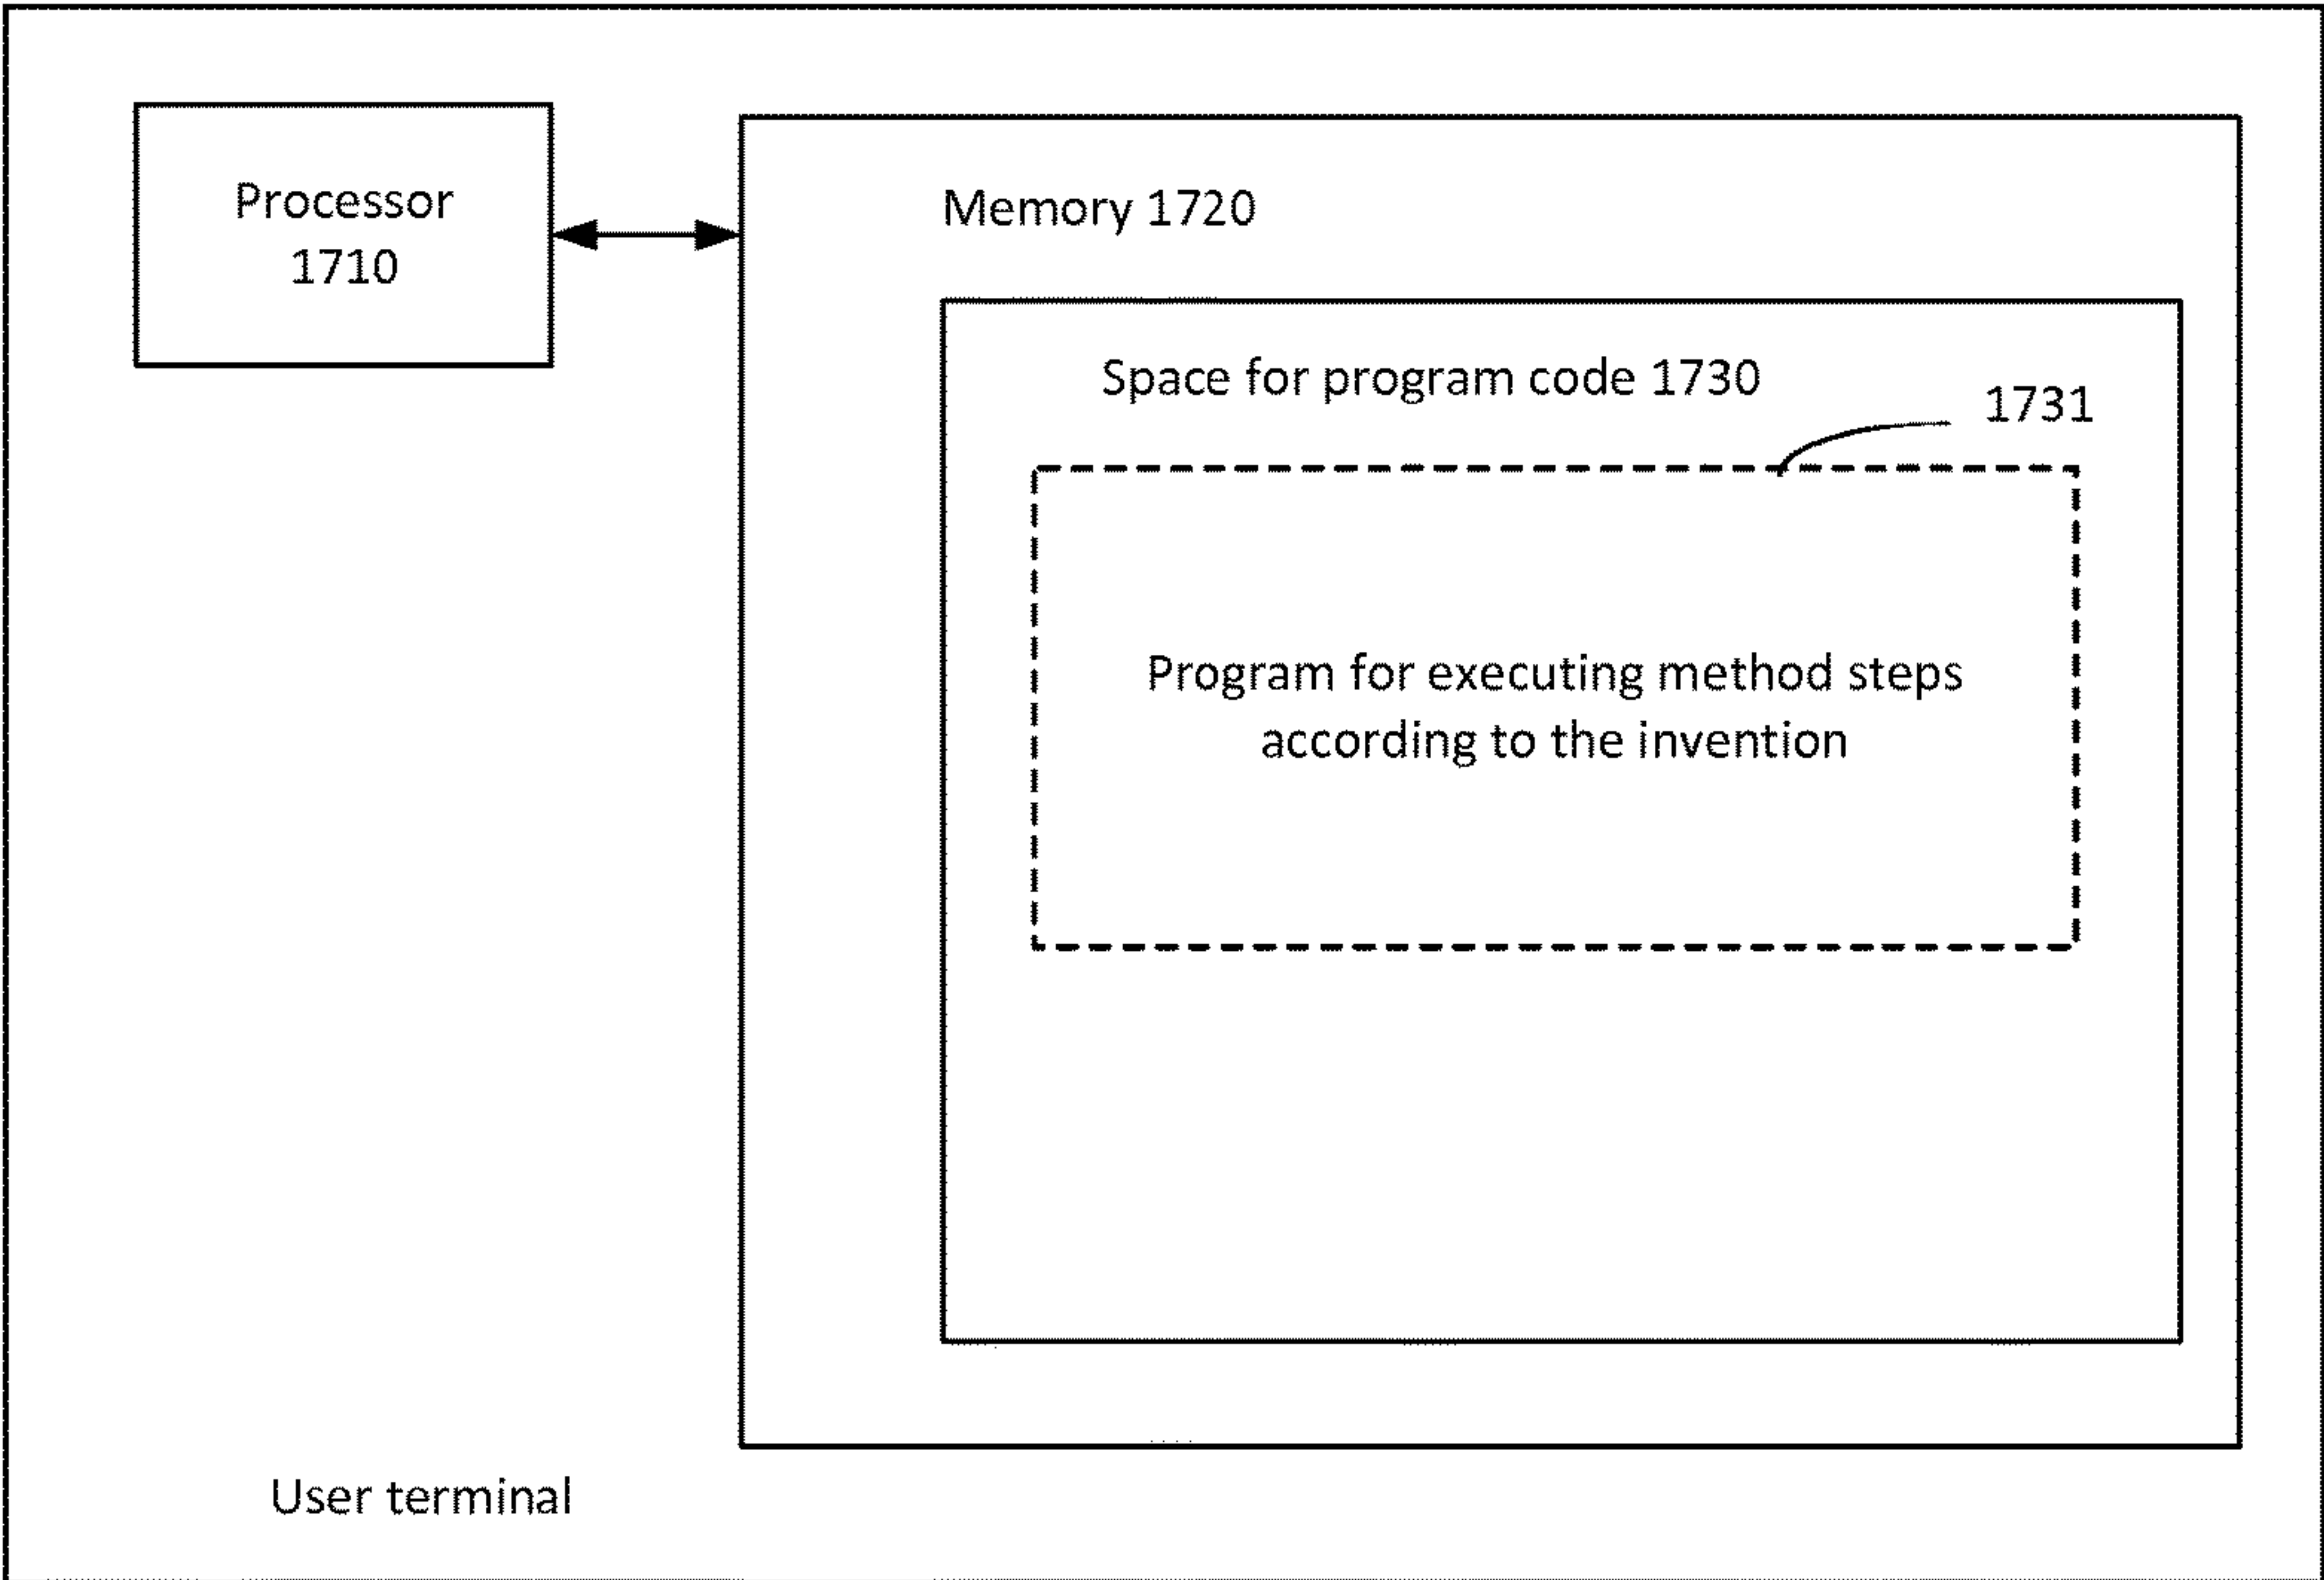 Processor
1710
Memory 1720
Space for program code 1730
1731
Program for executing method steps
according to the invention
User terminal